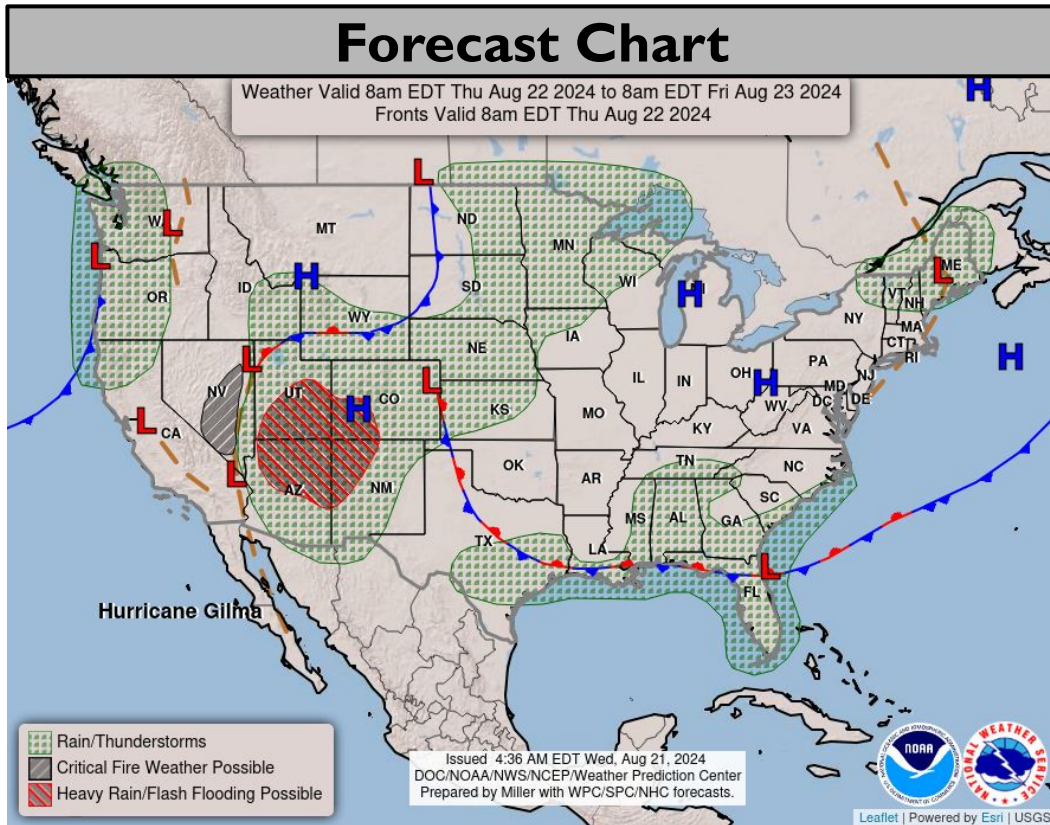 Forecast Chart
Weather Valid 8am EDT Thu Aug 22 2024 to 8am EDT Fri Aug 23 2024
Fronts Valid 8am EDT Thu Aug 22 2024
H
L
ND
MN
WA
L
MT
L
ID
H
SD
WI
H
MI
L
ME
VT
NH
OR
WY
NY
MA
CT
RI
H
L
NE
IA
PA
NJ
NV
UT
L
CO
H
IL
IN
OH
H
MD
DE
DC
WV
L
CA
KS
MO
KY
VA
L
AZ
NM
OK
AR
TN
NC
SC
MS
AL
GA
TX
LA
L
FL
Hurricane Gilma
Rain/Thunderstorms
Critical Fire Weather Possible
Heavy Rain/Flash Flooding Possible
Issued 4:36 AM EDT Wed, Aug 21, 2024
DOC/NOAA/NWS/NCEP/Weather Prediction Center
Prepared by Miller with WPC/SPC/NHC forecasts.
NOAA
NATIONAL WEATHER SERVICE
Leaflet | Powered by Esri | USGS